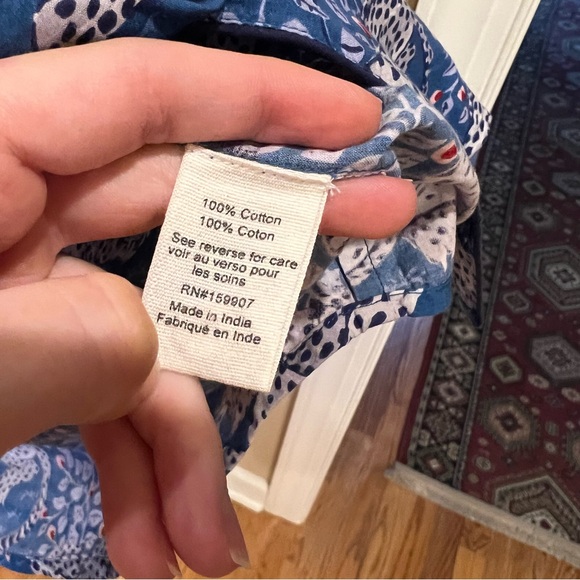 100% Cotton
100% Coton
See reverse for care
voir au verso pour
les soins
RN#159907
Made in India
Fabriqué en Inde